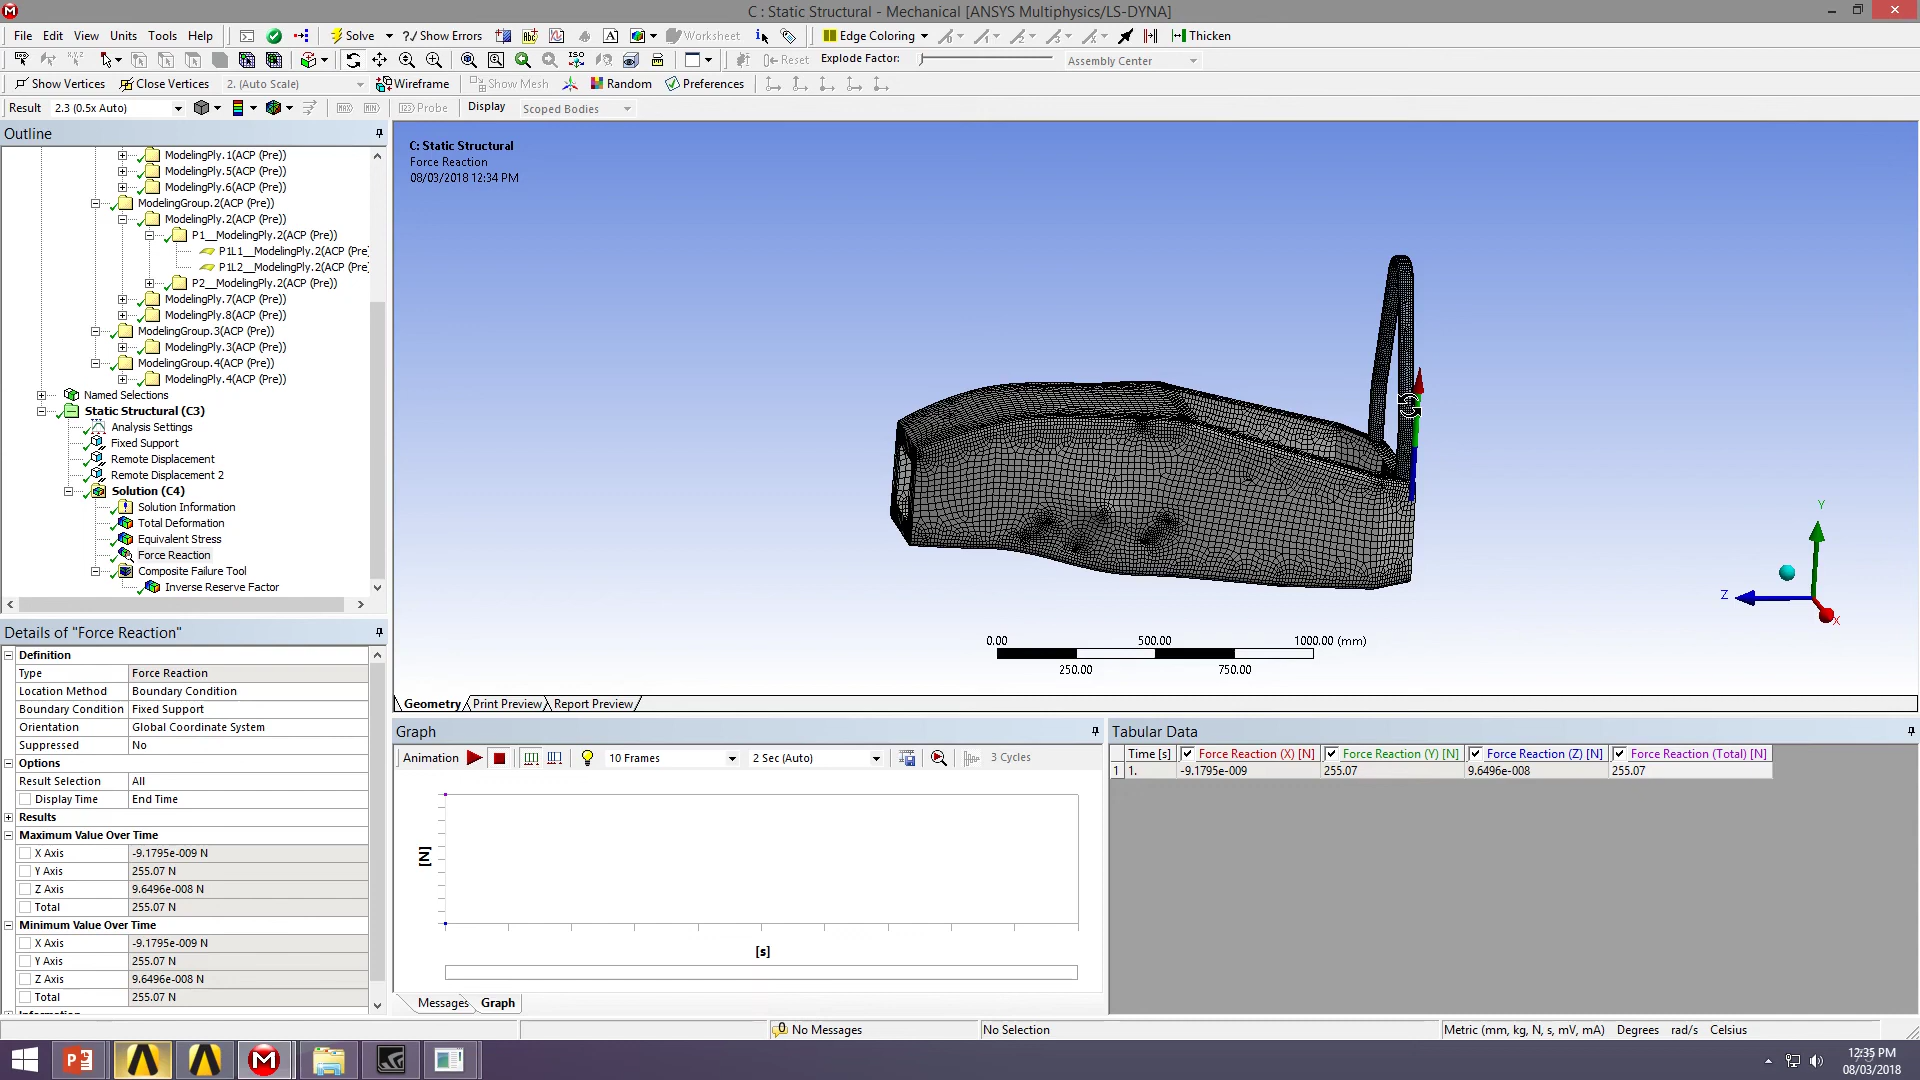 C : Static Structural - Mechanical [ANSYS Multiphysics/LS-DYNA]
File Edit View Units Tools Help Solve ?/ Show Errors Worksheet Edge Coloring Thicken
Reset Explode Factor: Assembly Center
Show Vertices Close Vertices 2. (Auto Scale) Wireframe Show Mesh Random Preferences
Result 2.3 (0.5x Auto) MAX MIN Probe Display Scoped Bodies
Outline
ModelingPly.1(ACP (Pre))
ModelingPly.5(ACP (Pre))
ModelingPly.6(ACP (Pre))
ModelingGroup.2(ACP (Pre))
ModelingPly.2(ACP (Pre))
P1__ModelingPly.2(ACP (Pre))
P1L1__ModelingPly.2(ACP (Pre
P1L2__ModelingPly.2(ACP (Pre
P2__ModelingPly.2(ACP (Pre))
ModelingPly.7(ACP (Pre))
ModelingPly.8(ACP (Pre))
ModelingGroup.3(ACP (Pre))
ModelingPly.3(ACP (Pre))
ModelingGroup.4(ACP (Pre))
ModelingPly.4(ACP (Pre))
Named Selections
Static Structural (C3)
Analysis Settings
Fixed Support
Remote Displacement
Remote Displacement 2
Solution (C4)
Solution Information
Total Deformation
Equivalent Stress
Force Reaction
Composite Failure Tool
Inverse Reserve Factor
Details of "Force Reaction"
Definition
Type Force Reaction
Location Method Boundary Condition
Boundary Condition Fixed Support
Orientation Global Coordinate System
Suppressed No
Options
Result Selection All
Display Time End Time
Results
Maximum Value Over Time
X Axis -9.1795e-009 N
Y Axis 255.07 N
Z Axis 9.6496e-008 N
Total 255.07 N
Minimum Value Over Time
X Axis -9.1795e-009 N
Y Axis 255.07 N
Z Axis 9.6496e-008 N
Total 255.07 N
C: Static Structural
Force Reaction
08/03/2018 12:34 PM
Y
Z
X
0.00 500.00 1000.00 (mm)
250.00 750.00
Geometry Print Preview Report Preview
Graph
Animation 10 Frames 2 Sec (Auto) 3 Cycles
[N]
[s]
Messages Graph
Tabular Data
Time [s] Force Reaction (X) [N] Force Reaction (Y) [N] Force Reaction (Z) [N] Force Reaction (Total) [N]
1 1. -9.1795e-009 255.07 9.6496e-008 255.07
0 No Messages No Selection Metric (mm, kg, N, s, mV, mA) Degrees rad/s Celsius
12:35 PM
08/03/2018